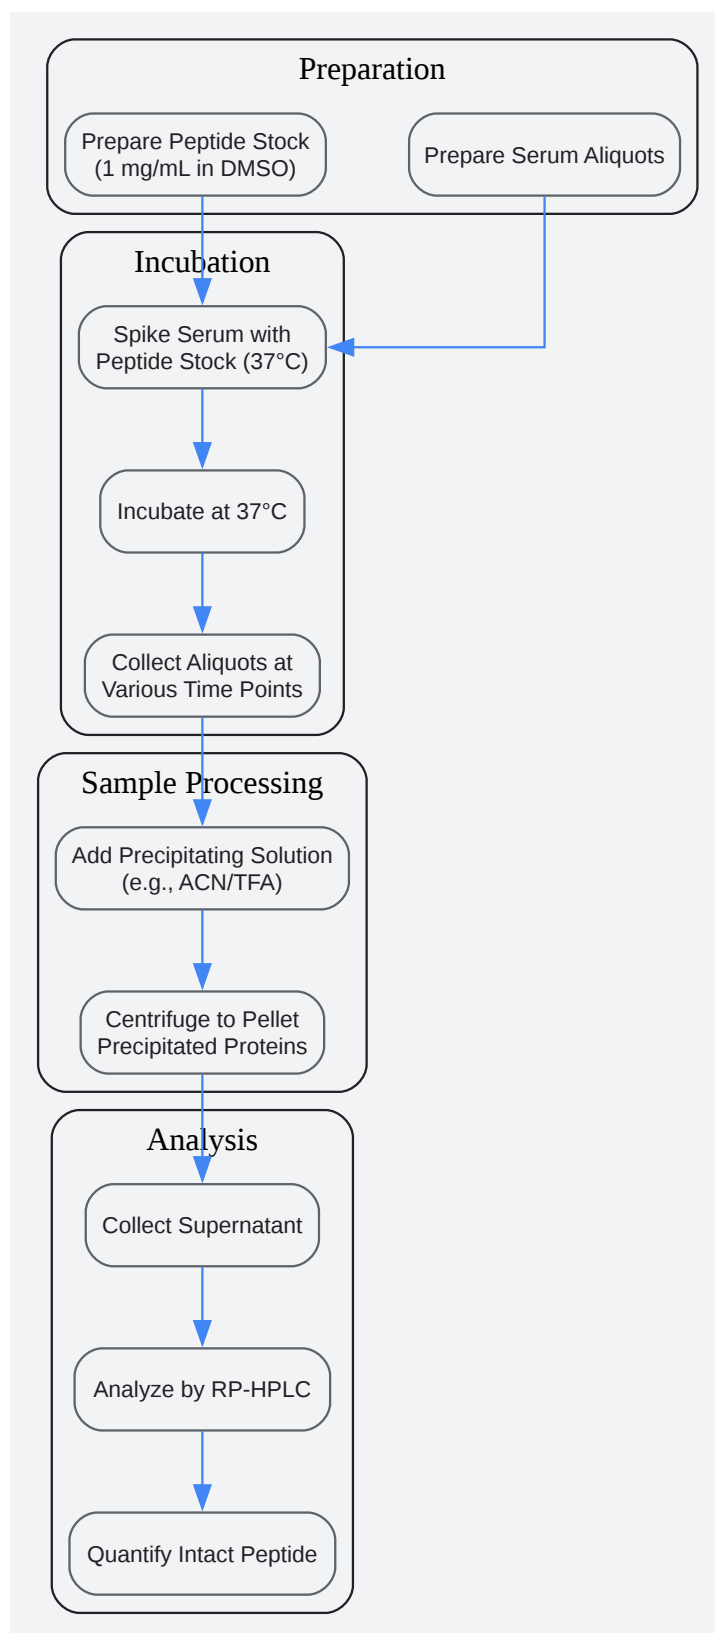 Preparation
Prepare Peptide Stock
(1 mg/mL in DMSO)
Prepare Serum Aliquots
Incubation
Spike Serum with
Peptide Stock (37°C)
Incubate at 37°C
Collect Aliquots at
Various Time Points
Sample Processing
Add Precipitating Solution
(e.g., ACN/TFA)
Centrifuge to Pellet
Precipitated Proteins
Analysis
Collect Supernatant
Analyze by RP-HPLC
Quantify Intact Peptide